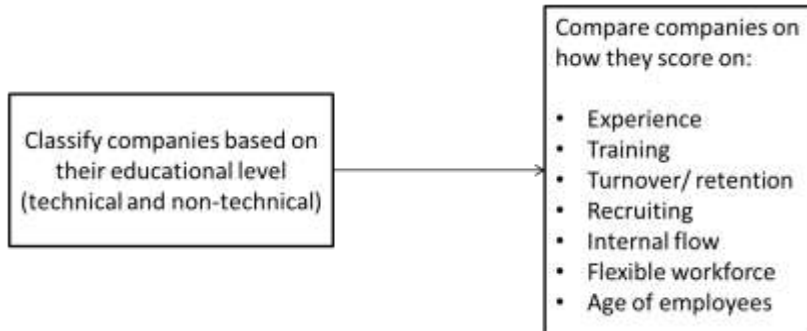 Classify companies based on
their educational level
(technical and non-technical)
Compare companies on
how they score on:
• Experience
• Training
• Turnover/ retention
• Recruiting
• Internal flow
• Flexible workforce
• Age of employees